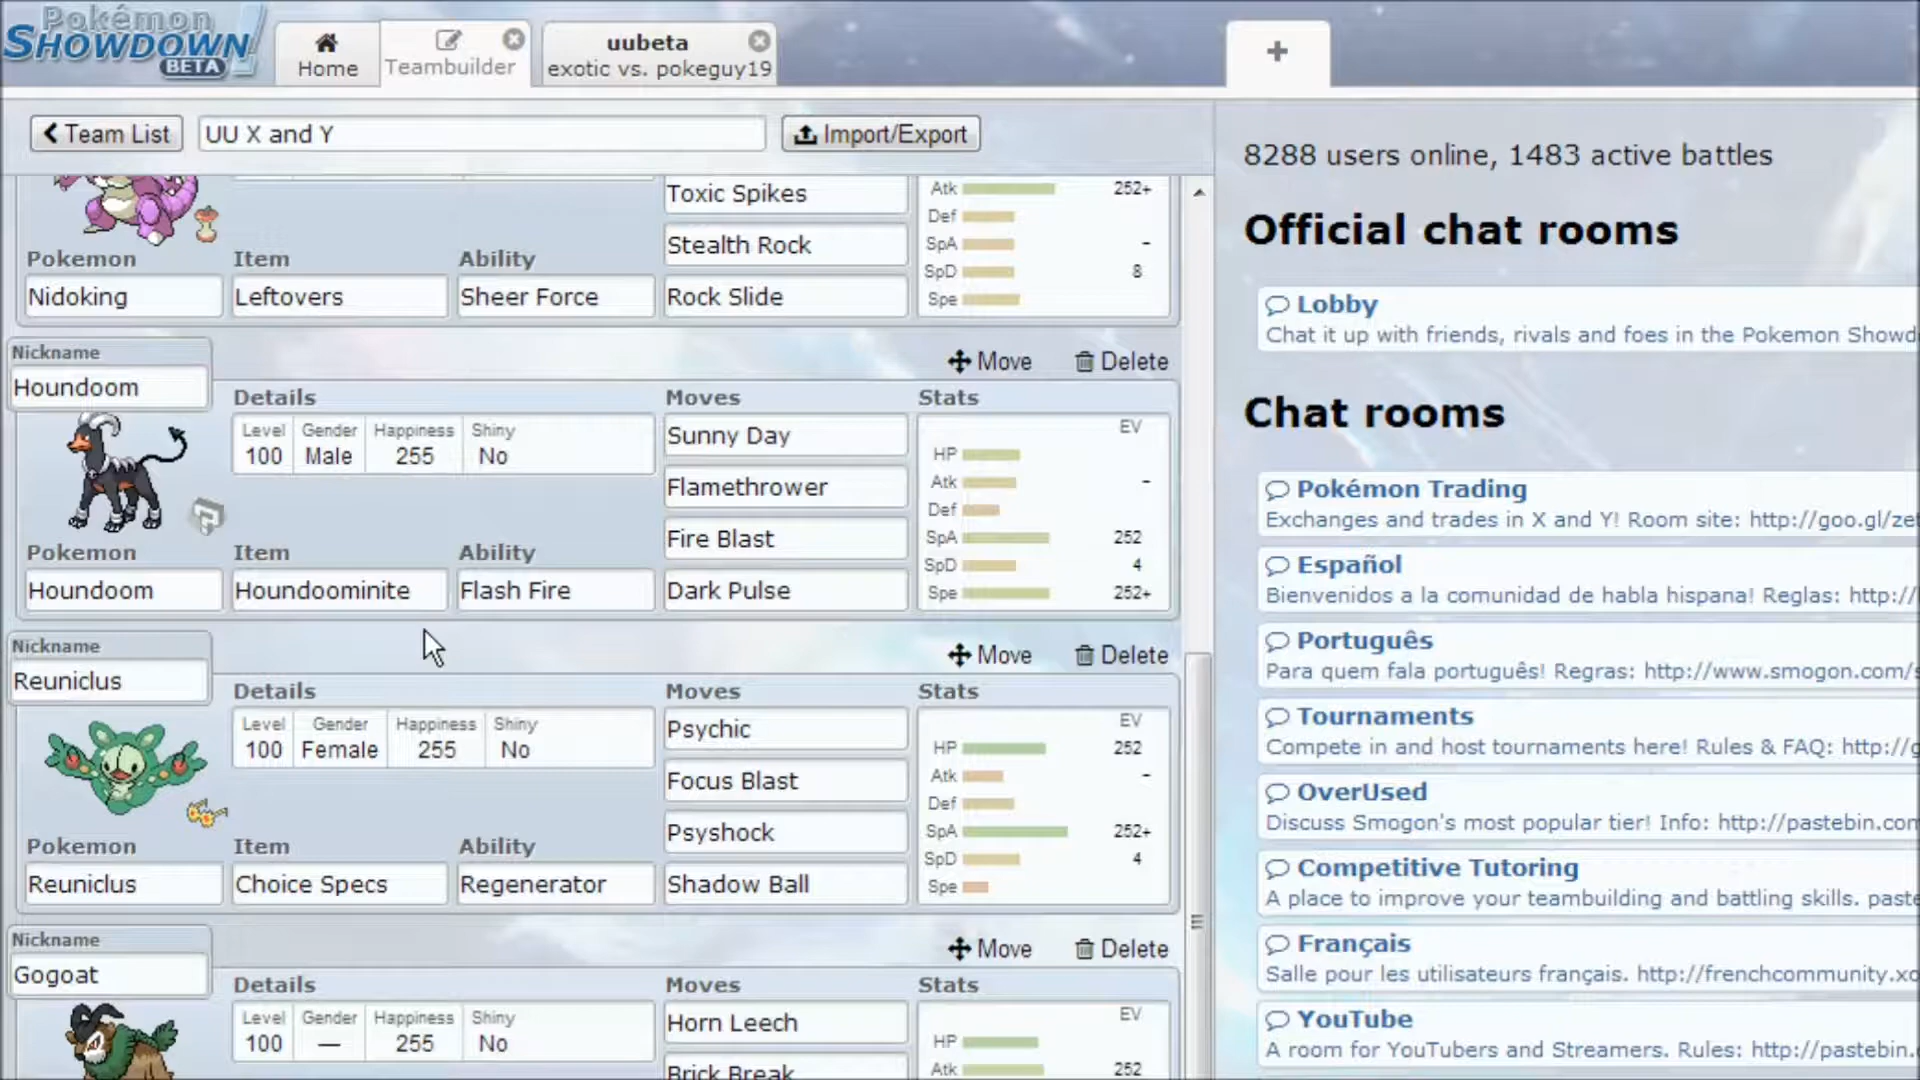 Pokémon
SHOWDOWN!
BETA
Home
Teambuilder
uubeta
exotic vs. pokeguy19
+
Team List
UU X and Y
Import/Export
8288 users online, 1483 active battles
Official chat rooms
Lobby
Chat it up with friends, rivals and foes in the Pokemon Showd
Chat rooms
Pokémon Trading
Exchanges and trades in X and Y! Room site: http://goo.gl/ze
Español
Bienvenidos a la comunidad de habla hispana! Reglas: http://
Português
Para quem fala português! Regras: http://www.smogon.com/s
Tournaments
Compete in and host tournaments here! Rules & FAQ: http://g
OverUsed
Discuss Smogon's most popular tier! Info: http://pastebin.com
Competitive Tutoring
A place to improve your teambuilding and battling skills. paste
Français
Salle pour les utilisateurs français. http://frenchcommunity.xo
YouTube
A room for YouTubers and Streamers. Rules: http://pastebin.
Toxic Spikes
Stealth Rock
Rock Slide
Atk 252+
Def
SpA -
SpD 8
Spe
Pokemon Item Ability
Nidoking Leftovers Sheer Force
Nickname
Houndoom
Move Delete
Details Moves Stats
Level Gender Happiness Shiny
100 Male 255 No
Sunny Day
Flamethrower
Fire Blast
Dark Pulse
EV
HP
Atk -
Def
SpA 252
SpD 4
Spe 252+
Pokemon Item Ability
Houndoom Houndoominite Flash Fire
Nickname
Reuniclus
Move Delete
Details Moves Stats
Level Gender Happiness Shiny
100 Female 255 No
Psychic
Focus Blast
Psyshock
Shadow Ball
EV
HP 252
Atk -
Def
SpA 252+
SpD 4
Spe
Pokemon Item Ability
Reuniclus Choice Specs Regenerator
Nickname
Gogoat
Move Delete
Details Moves Stats
Level Gender Happiness Shiny
100 — 255 No
Horn Leech
Brick Break
EV
HP
Atk 252